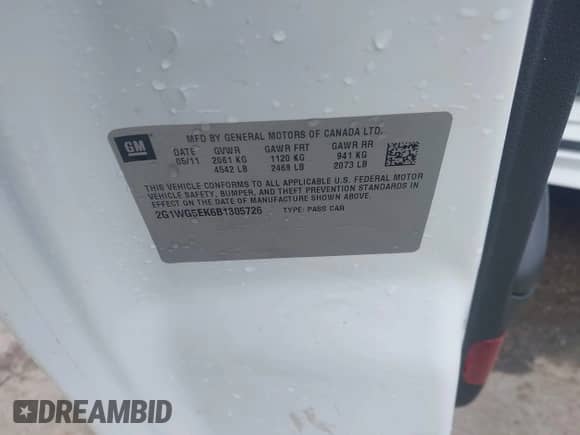 GM
MFD BY GENERAL MOTORS OF CANADA LTD.
DATE GVWR GAWR FRT GAWR RR
05/11 2061 KG 1120 KG 941 KG
4542 LB 2469 LB 2073 LB
THIS VEHICLE CONFORMS TO ALL APPLICABLE U.S. FEDERAL MOTOR
VEHICLE SAFETY, BUMPER, AND THEFT PREVENTION STANDARDS IN
EFFECT ON THE DATE OF MANUFACTURE SHOWN ABOVE.
2G1WG5EK6B1305726 TYPE: PASS CAR
DREAMBID